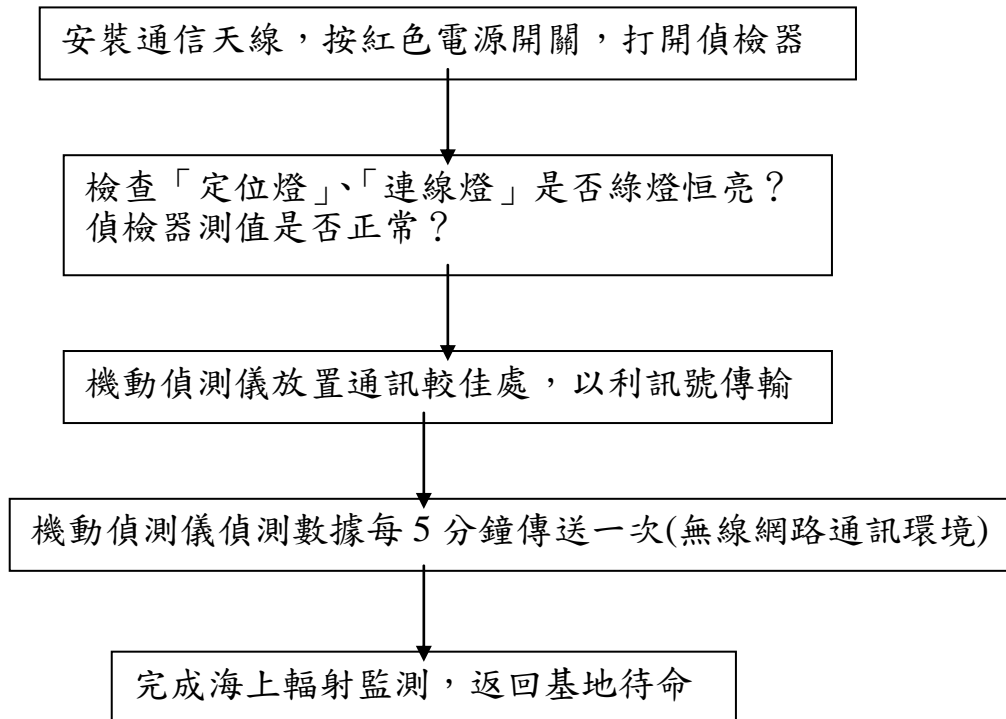 安裝通信天線，按紅色電源開關，打開偵檢器
檢查「定位燈」、「連線燈」是否綠燈恒亮？
偵檢器測值是否正常？
機動偵測儀放置通訊較佳處，以利訊號傳輸
機動偵測儀偵測數據每5分鐘傳送一次(無線網路通訊環境)
完成海上輻射監測，返回基地待命